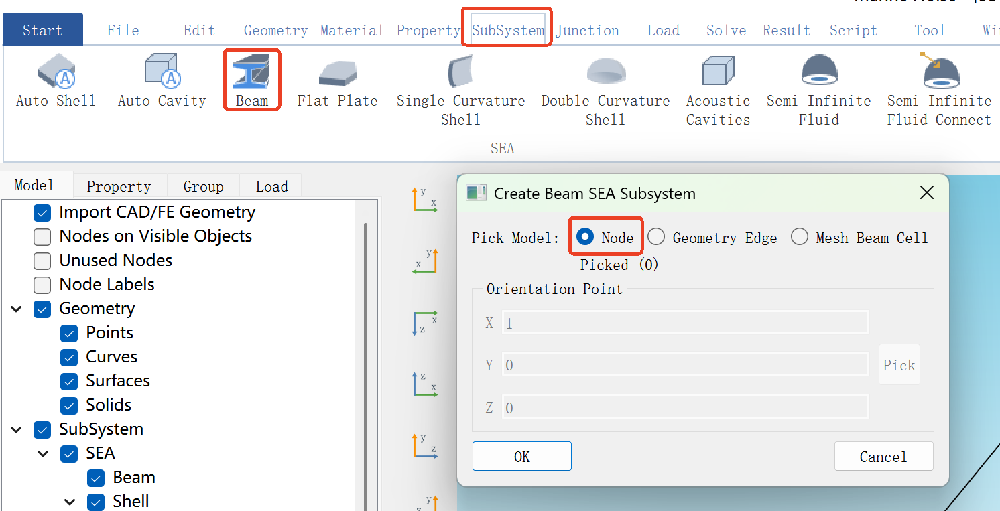 Start File Edit Geometry Material Property SubSystem Junction Load Solve Result Script Tool
A A
Auto-Shell Auto-Cavity Beam Flat Plate Single Curvature Shell Double Curvature Shell Acoustic Cavities Semi Infinite Fluid Semi Infinite Fluid Connect
SEA
Model Property Group Load
Import CAD/FE Geometry
Nodes on Visible Objects
Unused Nodes
Node Labels
Geometry
Points
Curves
Surfaces
Solids
SubSystem
SEA
Beam
Shell
y
x
y
x
x
z
z
x
y
z
y
z
Create Beam SEA Subsystem
Pick Model: Node Geometry Edge Mesh Beam Cell
Picked (0)
Orientation Point
X 1
Y 0 Pick
Z 0
OK Cancel